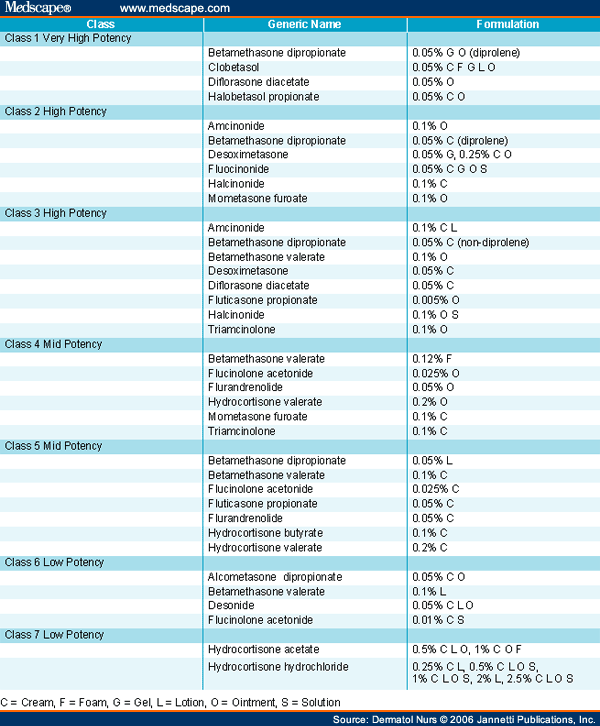 Medscape® www.medscape.com
Class Generic Name Formulation
Class 1 Very High Potency
Betamethasone dipropionate 0.05% G O (diprolene)
Clobetasol 0.05% C F G L O
Diflorasone diacetate 0.05% O
Halobetasol propionate 0.05% C O
Class 2 High Potency
Amcinonide 0.1% O
Betamethasone dipropionate 0.05% C (diprolene)
Desoximetasone 0.05% G, 0.25% C O
Fluocinonide 0.05% C G O S
Halcinonide 0.1% C
Mometasone furoate 0.1% O
Class 3 High Potency
Amcinonide 0.1% C L
Betamethasone dipropionate 0.05% C (non-diprolene)
Betamethasone valerate 0.1% O
Desoximetasone 0.05% C
Diflorasone diacetate 0.05% C
Fluticasone propionate 0.005% O
Halcinonide 0.1% O S
Triamcinolone 0.1% O
Class 4 Mid Potency
Betamethasone valerate 0.12% F
Flucinolone acetonide 0.025% O
Flurandrenolide 0.05% O
Hydrocortisone valerate 0.2% O
Mometasone furoate 0.1% C
Triamcinolone 0.1% C
Class 5 Mid Potency
Betamethasone dipropionate 0.05% L
Betamethasone valerate 0.1% C
Flucinolone acetonide 0.025% C
Fluticasone propionate 0.05% C
Flurandrenolide 0.05% C
Hydrocortisone butyrate 0.1% C
Hydrocortisone valerate 0.2% C
Class 6 Low Potency
Alcometasone dipropionate 0.05% C O
Betamethasone valerate 0.1% L
Desonide 0.05% C L O
Flucinolone acetonide 0.01% C S
Class 7 Low Potency
Hydrocortisone acetate 0.5% C L O, 1% C O F
Hydrocortisone hydrochloride 0.25% C L, 0.5% C L O S,
1% C L O S, 2% L, 2.5% C L O S
C = Cream, F = Foam, G = Gel, L = Lotion, O = Ointment, S = Solution
Source: Dermatol Nurs © 2006 Jannetti Publications, Inc.